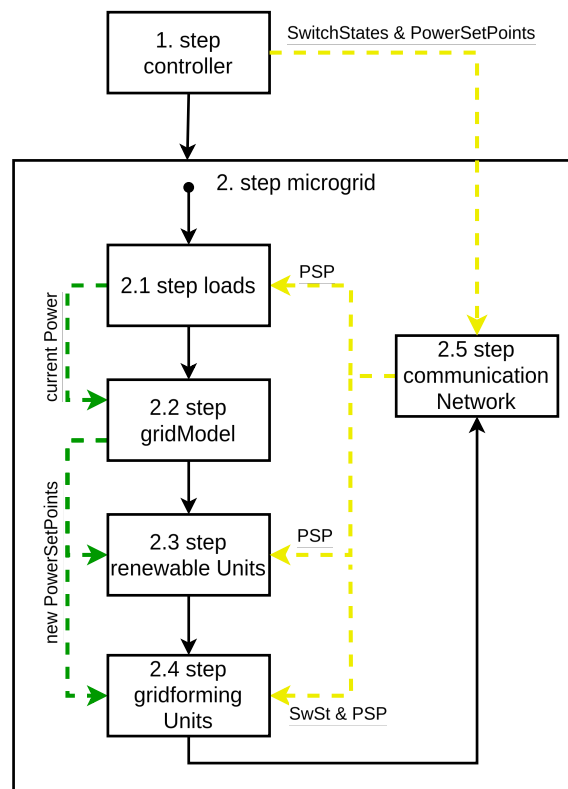 SwitchStates & PowerSetPoints
1. step
controller
2. step microgrid
PSP
2.1 step loads
current Power
2.5 step
communication
Network
2.2 step
gridModel
new PowerSetPoints
PSP
2.3 step
renewable Units
2.4 step
gridforming
Units
SwSt & PSP